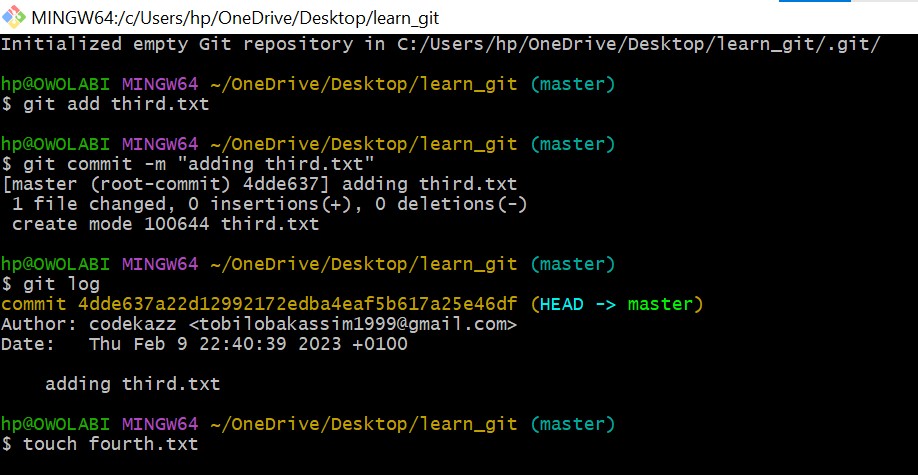 MINGW64:/c/Users/hp/OneDrive/Desktop/learn_git
Initialized empty Git repository in C:/Users/hp/OneDrive/Desktop/learn_git/.git/
hp@OWOLABI MINGW64 ~/OneDrive/Desktop/learn_git (master)
$ git add third.txt
hp@OWOLABI MINGW64 ~/OneDrive/Desktop/learn_git (master)
$ git commit -m "adding third.txt"
[master (root-commit) 4dde637] adding third.txt
 1 file changed, 0 insertions(+), 0 deletions(-)
 create mode 100644 third.txt
hp@OWOLABI MINGW64 ~/OneDrive/Desktop/learn_git (master)
$ git log
commit 4dde637a22d12992172edba4eaf5b617a25e46df (HEAD -> master)
Author: codekazz <tobilobakassim1999@gmail.com>
Date:   Thu Feb 9 22:40:39 2023 +0100
    adding third.txt
hp@OWOLABI MINGW64 ~/OneDrive/Desktop/learn_git (master)
$ touch fourth.txt